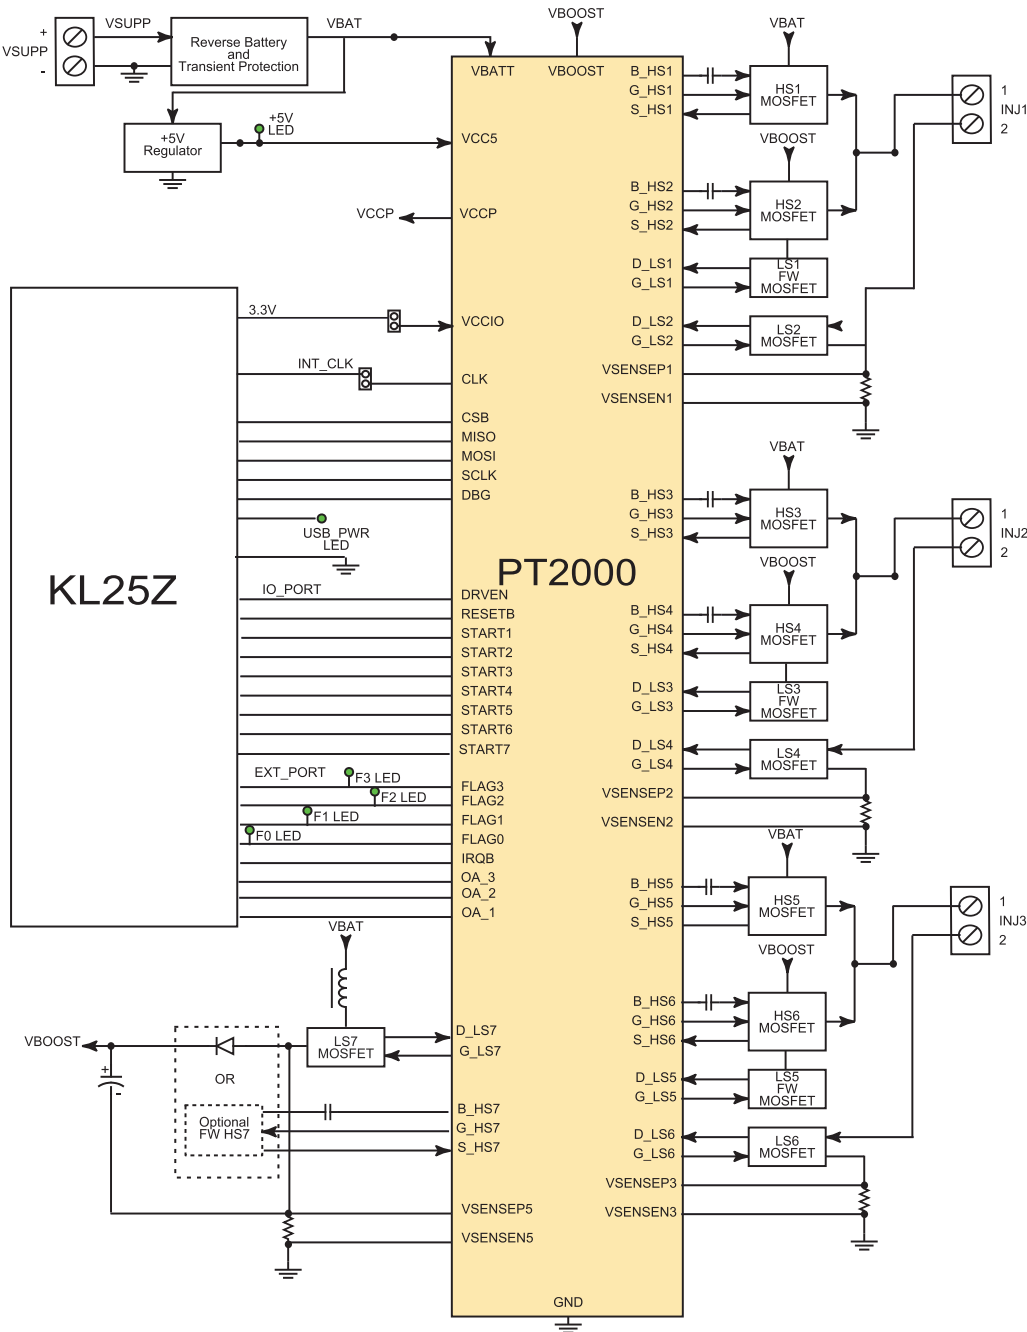 VSUPP
+
VSUPP
-
Reverse Battery
and
Transient Protection
VBAT
+5V
Regulator
+5V
LED
VCCP
VBOOST
VBATT
VBOOST
VCC5
VCCP
VCCIO
CLK
CSB
MISO
MOSI
SCLK
DBG
DRVEN
RESETB
START1
START2
START3
START4
START5
START6
START7
FLAG3
FLAG2
FLAG1
FLAG0
IRQB
OA_3
OA_2
OA_1
D_LS7
G_LS7
B_HS7
G_HS7
S_HS7
VSENSEP5
VSENSEN5
GND
PT2000
KL25Z
3.3V
INT_CLK
USB_PWR
LED
IO_PORT
EXT_PORT
F3 LED
F2 LED
F1 LED
F0 LED
VBAT
LS7
MOSFET
VBOOST
+
-
OR
Optional
FW HS7
B_HS1
G_HS1
S_HS1
B_HS2
G_HS2
S_HS2
D_LS1
G_LS1
D_LS2
G_LS2
VSENSEP1
VSENSEN1
VBAT
HS1
MOSFET
VBOOST
HS2
MOSFET
LS1
FW
MOSFET
LS2
MOSFET
1
INJ1
2
B_HS3
G_HS3
S_HS3
B_HS4
G_HS4
S_HS4
D_LS3
G_LS3
D_LS4
G_LS4
VSENSEP2
VSENSEN2
VBAT
HS3
MOSFET
VBOOST
HS4
MOSFET
LS3
FW
MOSFET
LS4
MOSFET
1
INJ2
2
B_HS5
G_HS5
S_HS5
B_HS6
G_HS6
S_HS6
D_LS5
G_LS5
D_LS6
G_LS6
VSENSEP3
VSENSEN3
VBAT
HS5
MOSFET
VBOOST
HS6
MOSFET
LS5
FW
MOSFET
LS6
MOSFET
1
INJ3
2